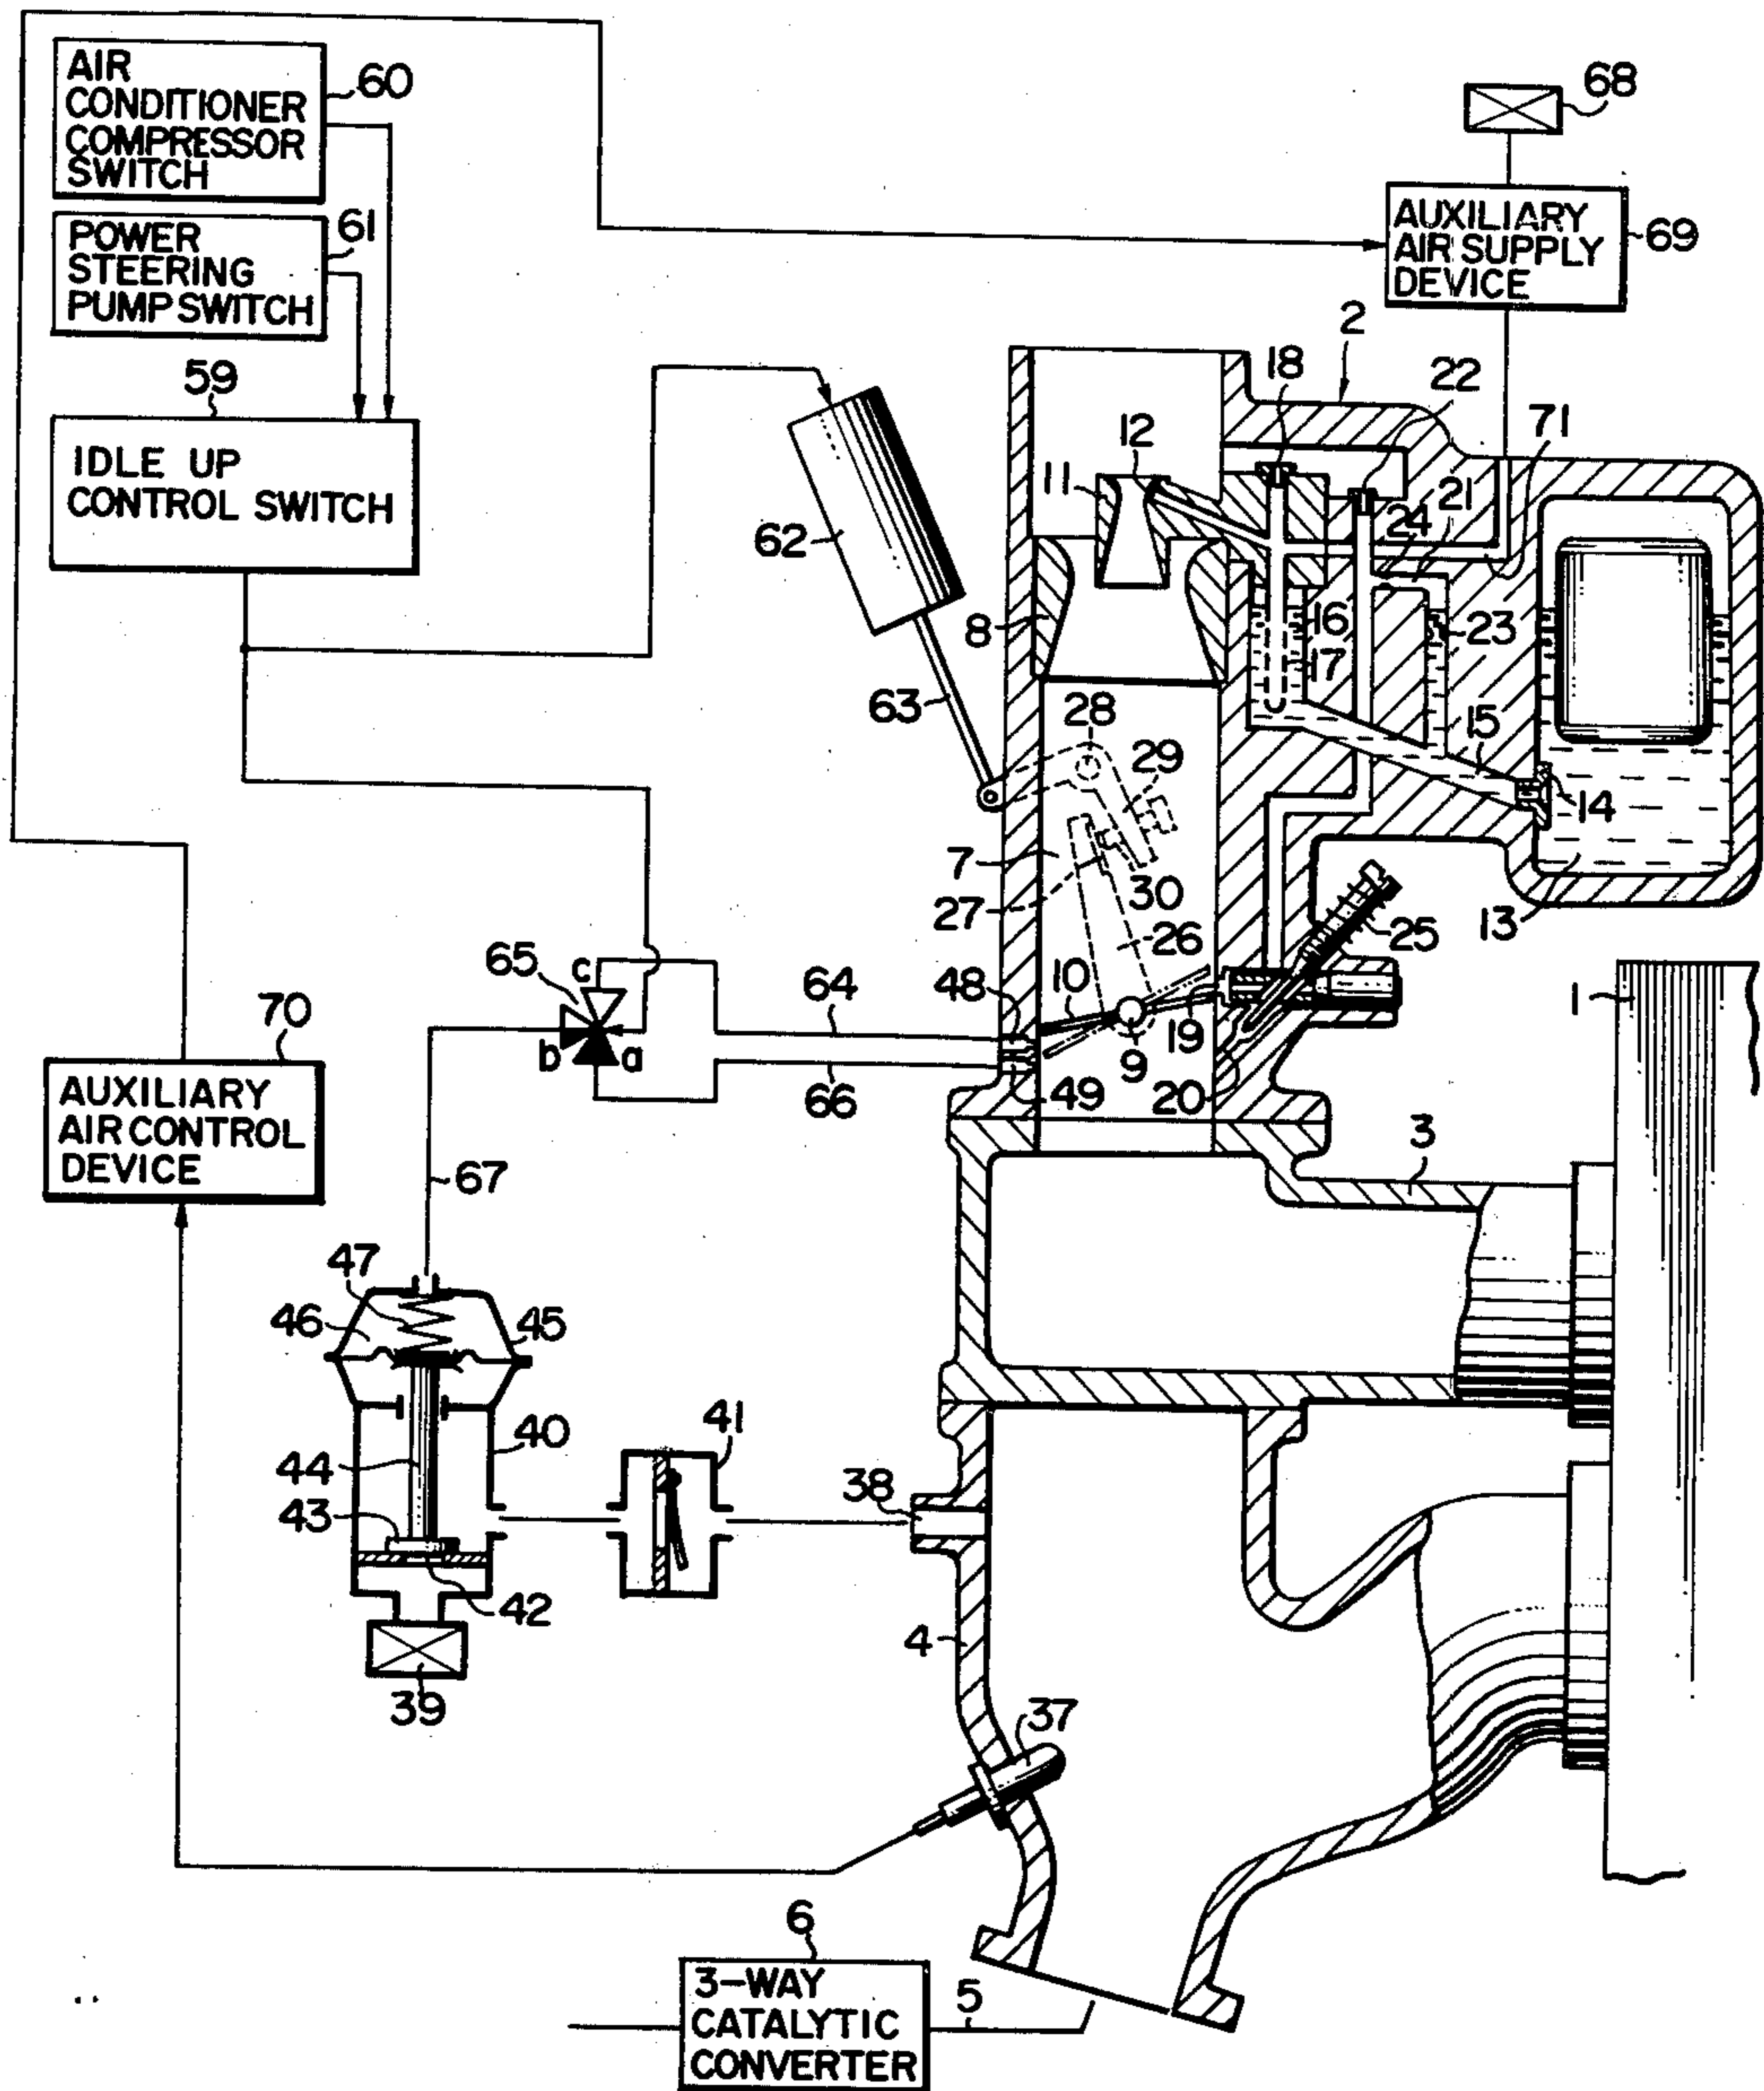 AIR
CONDITIONER
COMPRESSOR
SWITCH
60
68
POWER
STEERING
PUMP SWITCH
61
AUXILIARY
AIR SUPPLY
DEVICE
69
59
2
18
22
71
IDLE UP
CONTROL SWITCH
12
11
21
24
62
8
16
23
17
63
28
15
29
14
7
30
27
13
25
26
65
c
10
64
48
1
70
b
a
19
9
66
49
20
AUXILIARY
AIR CONTROL
DEVICE
3
67
47
46
45
41
40
44
38
43
42
4
39
37
6
3-WAY
CATALYTIC
CONVERTER
5